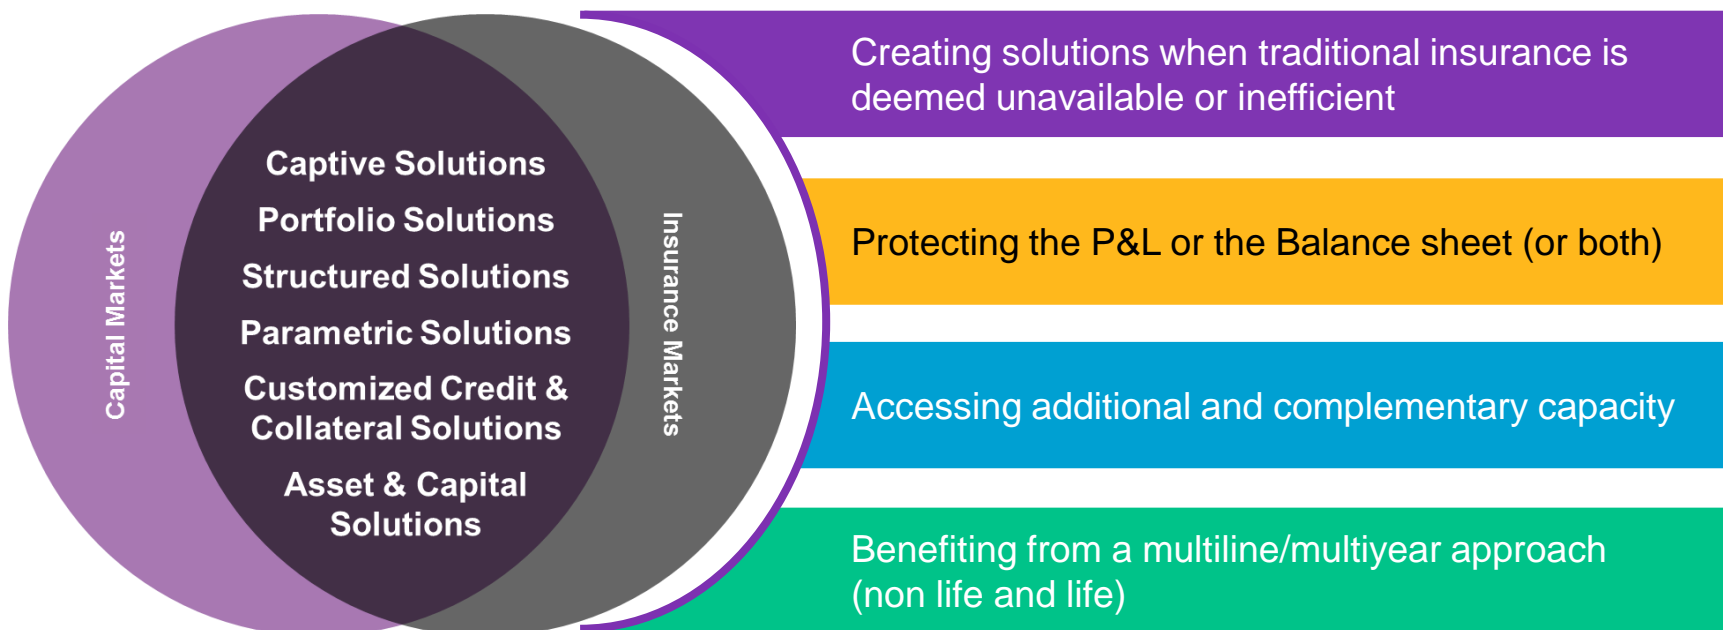 Capital Markets
Captive Solutions
Portfolio Solutions
Structured Solutions
Parametric Solutions
Customized Credit &
Collateral Solutions
Asset & Capital
Solutions
Insurance Markets
Creating solutions when traditional insurance is
deemed unavailable or inefficient
Protecting the P&L or the Balance sheet (or both)
Accessing additional and complementary capacity
Benefiting from a multiline/multiyear approach
(non life and life)